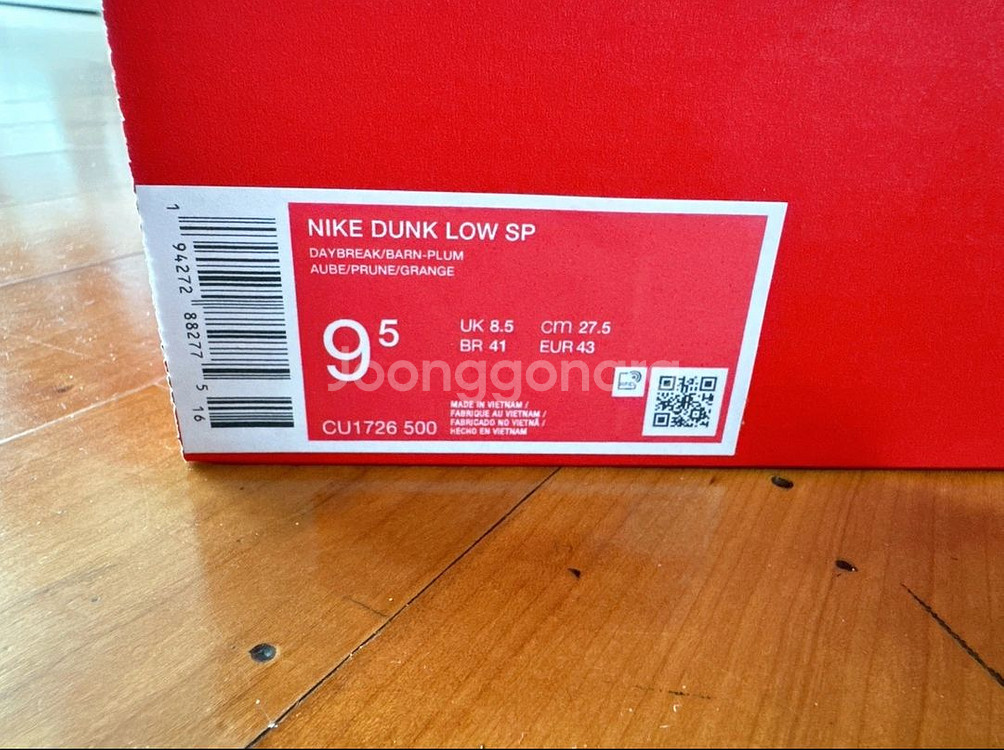 NIKE DUNK LOW SP
DAYBREAK/BARN-PLUM
AUBE/PRUNE/GRANGE
9 5
UK 8.5 cm 27.5
BR 41 EUR 43
Joonggonara
MADE IN VIETNAM /
FABRIQUE AU VIETNAM /
FABRICADO NO VIETNÃ /
HECHO EN VIETNAM
CU1726 500
1 94272 88277 5 16